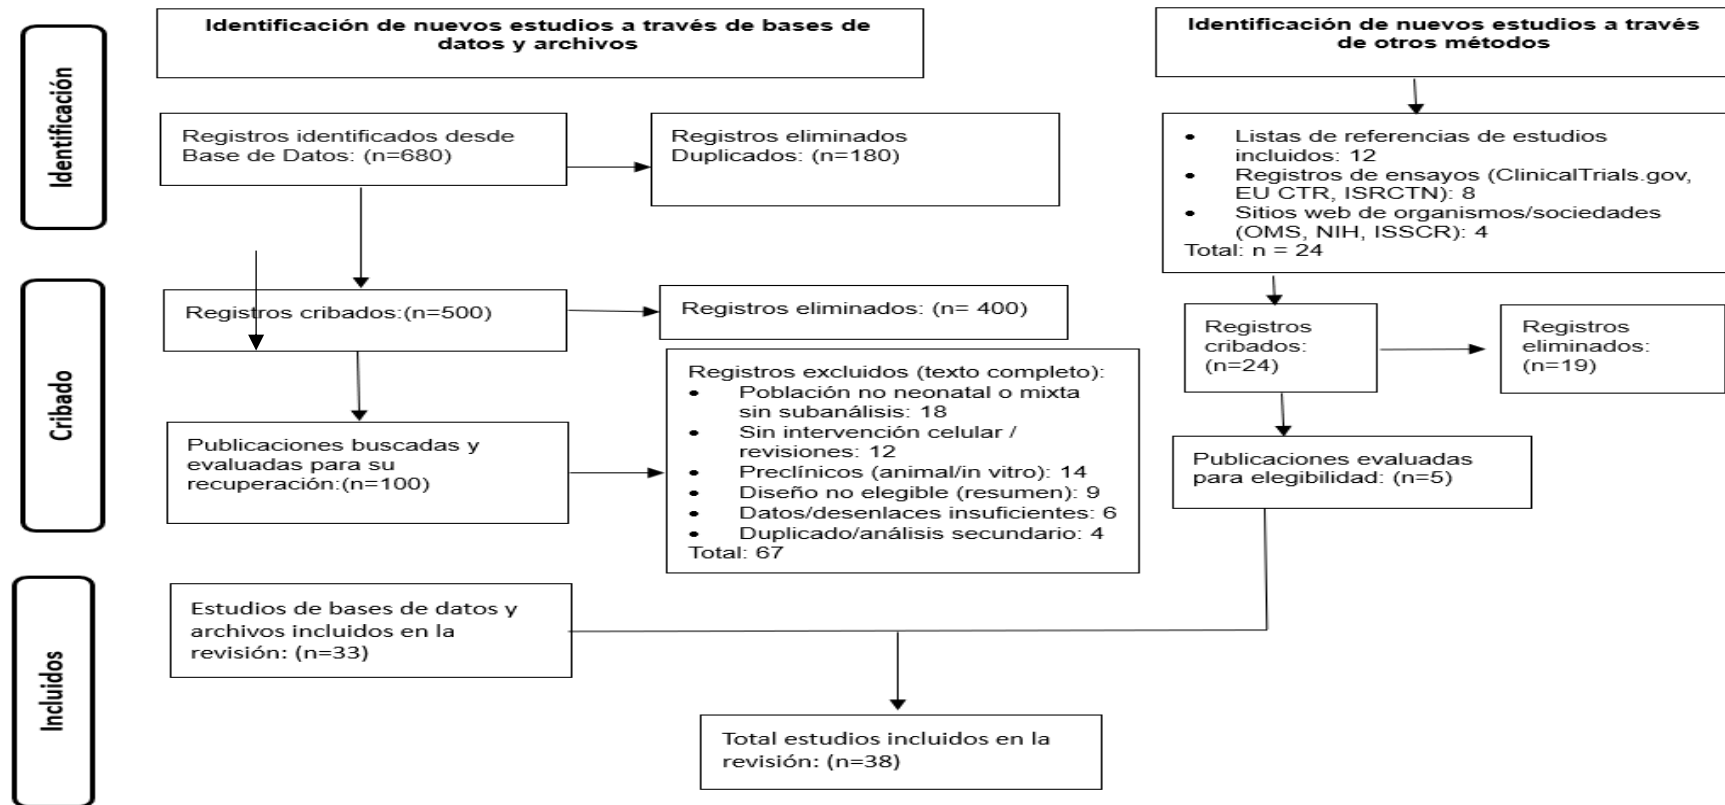 Identificación de nuevos estudios a través de bases de
datos y archivos
Identificación de nuevos estudios a través
de otros métodos
Identificación
Registros identificados desde
Base de Datos: (n=680)
Registros eliminados
Duplicados: (n=180)
• Listas de referencias de estudios
incluidos: 12
• Registros de ensayos (ClinicalTrials.gov,
EU CTR, ISRCTN): 8
• Sitios web de organismos/sociedades
(OMS, NIH, ISSCR): 4
Total: n = 24
Cribado
Registros cribados:(n=500)
Registros eliminados: (n= 400)
Registros
cribados:
(n=24)
Registros
eliminados:
(n=19)
Publicaciones buscadas y
evaluadas para su
recuperación:(n=100)
Registros excluidos (texto completo):
• Población no neonatal o mixta
sin subanálisis: 18
• Sin intervención celular /
revisiones: 12
• Preclínicos (animal/in vitro): 14
• Diseño no elegible (resumen): 9
• Datos/desenlaces insuficientes: 6
• Duplicado/análisis secundario: 4
Total: 67
Publicaciones evaluadas
para elegibilidad: (n=5)
Incluidos
Estudios de bases de datos y
archivos incluidos en la
revisión: (n=33)
Total estudios incluidos en la
revisión: (n=38)